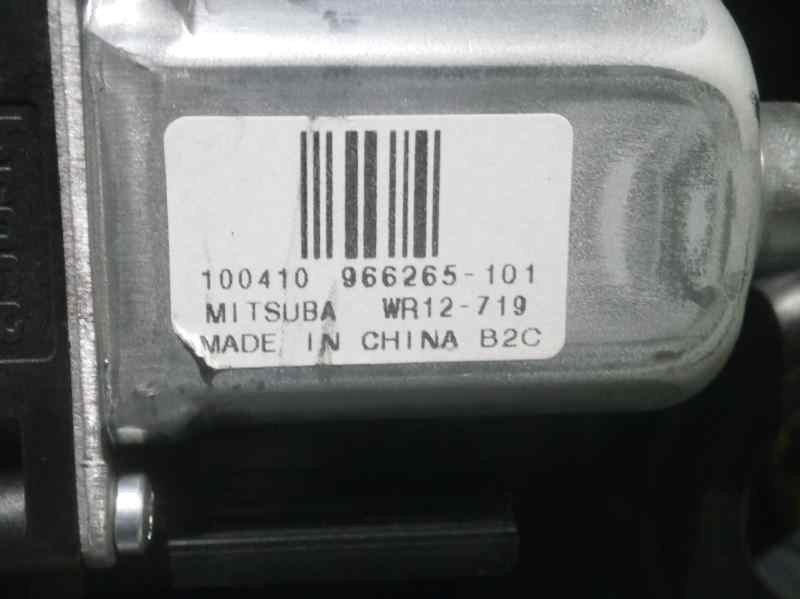 100410 966265-101
MITSUBA WR12-719
MADE IN CHINA B2C